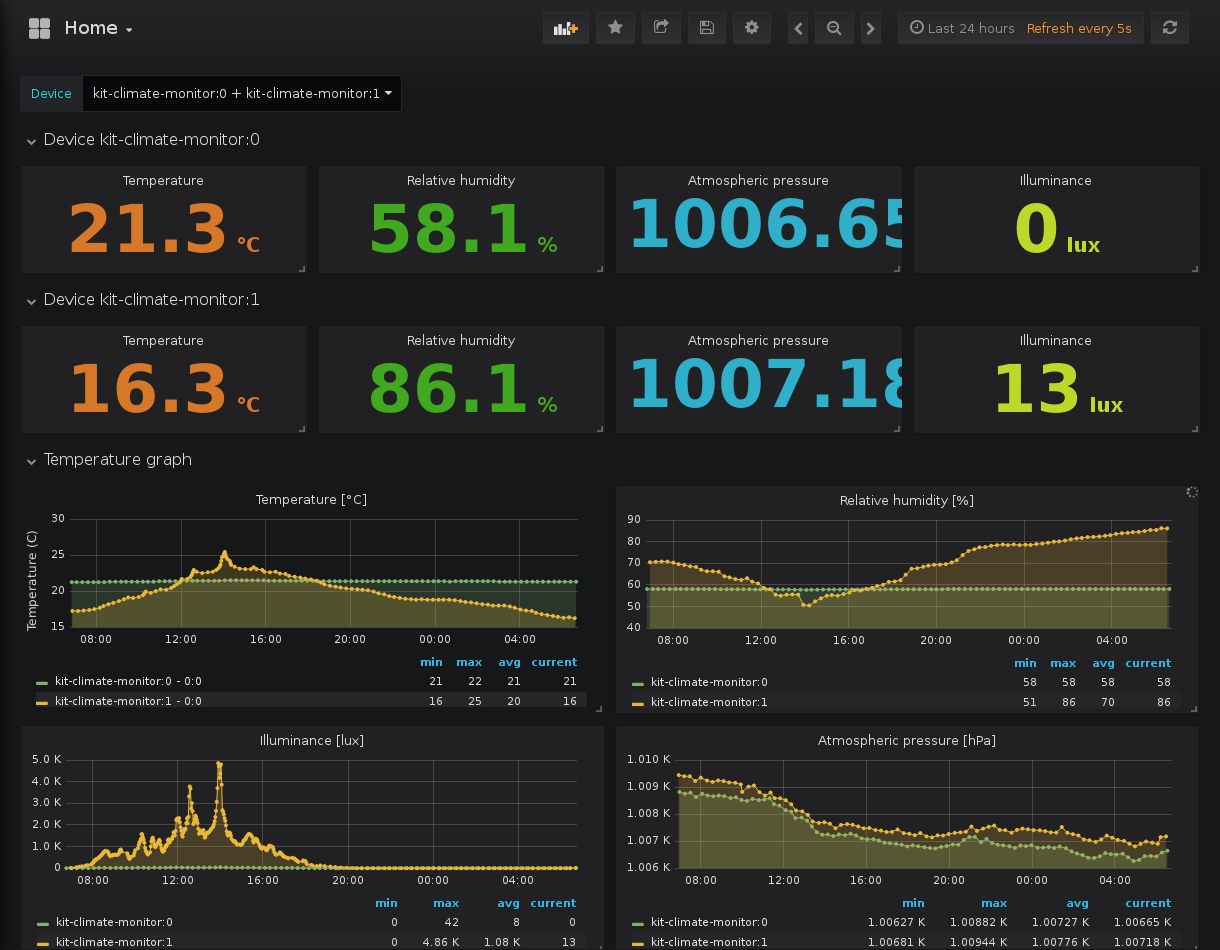 Home
Last 24 hours Refresh every 5s
Device kit-climate-monitor:0 + kit-climate-monitor:1
Device kit-climate-monitor:0
Temperature Relative humidity Atmospheric pressure Illuminance
21.3 °C 58.1 % 1006.65 0 lux
Device kit-climate-monitor:1
Temperature Relative humidity Atmospheric pressure Illuminance
16.3 °C 86.1 % 1007.18 13 lux
Temperature graph
Temperature [°C]
Temperature (C)
30
25
20
15
08:00 12:00 16:00 20:00 00:00 04:00
min max avg current
kit-climate-monitor:0 - 0:0 21 22 21 21
kit-climate-monitor:1 - 0:0 16 25 20 16
Relative humidity [%]
90
80
70
60
50
40
08:00 12:00 16:00 20:00 00:00 04:00
min max avg current
kit-climate-monitor:0 58 58 58 58
kit-climate-monitor:1 51 86 70 86
Illuminance [lux]
5.0 K
4.0 K
3.0 K
2.0 K
1.0 K
0
08:00 12:00 16:00 20:00 00:00 04:00
min max avg current
kit-climate-monitor:0 0 42 8 0
kit-climate-monitor:1 0 4.86 K 1.08 K 13
Atmospheric pressure [hPa]
1.010 K
1.009 K
1.008 K
1.007 K
1.006 K
08:00 12:00 16:00 20:00 00:00 04:00
min max avg current
kit-climate-monitor:0 1.00627 K 1.00882 K 1.00727 K 1.00665 K
kit-climate-monitor:1 1.00681 K 1.00944 K 1.00776 K 1.00718 K